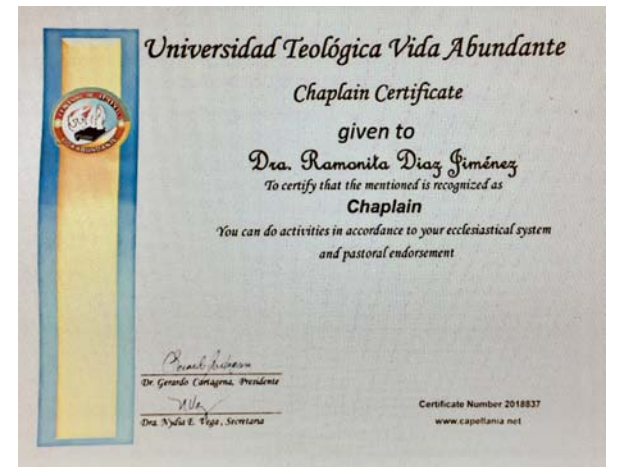 Universidad Teológica Vida Abundante
Chaplain Certificate
given to
Dra. Ramonita Diaz Jiménez
To certify that the mentioned is recognized as
Chaplain
You can do activities in accordance to your ecclesiastical system
and pastoral endorsement
Dr. Gerardo Cartagena, Presidente
Dra. Nydia E. Vega, Secretaria
Certificate Number 2018837
www.capellania.net